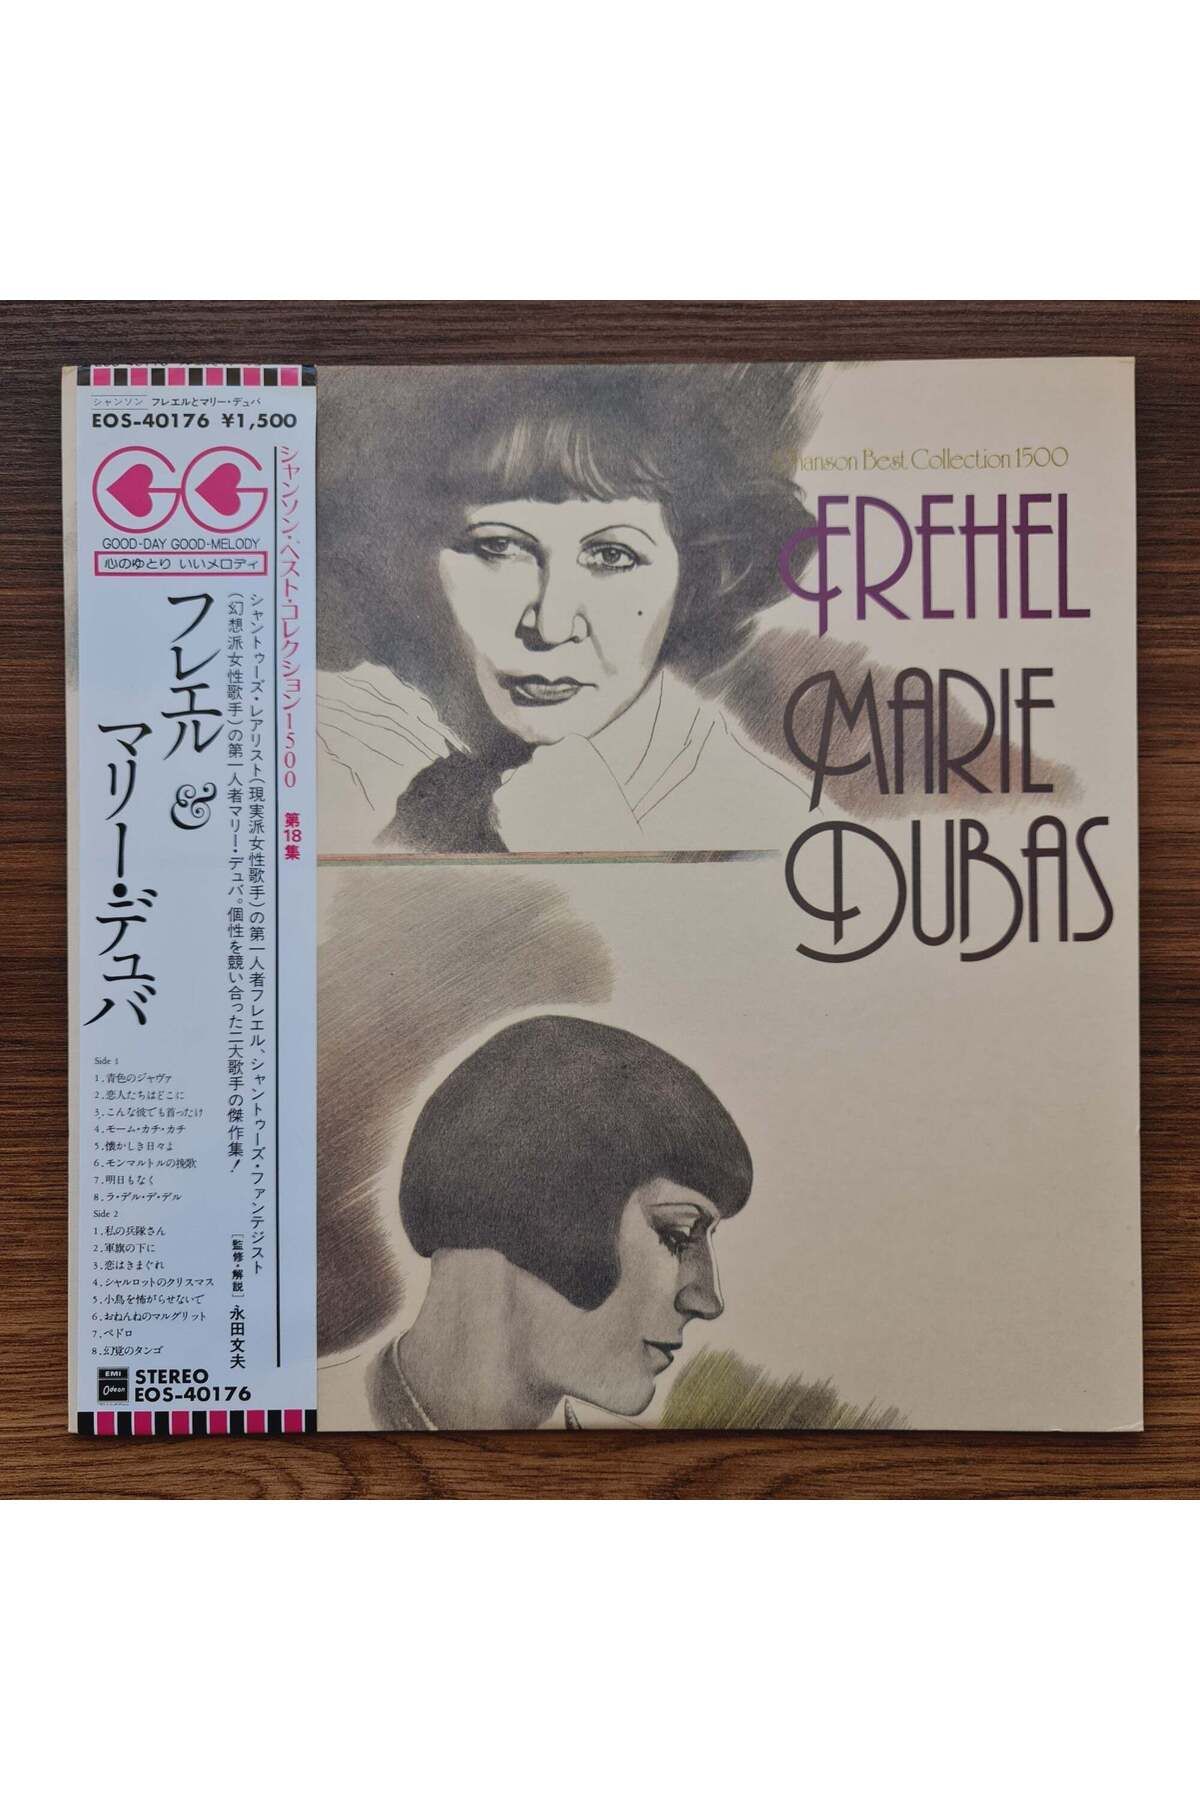 シャンソン フレエルとマリー・デュバ
EOS-40176 ¥1,500
GOOD-DAY GOOD-MELODY
心のゆとり いいメロディ
シャンソン・ベスト・コレクション1500 第18集
シャントゥーズ・レアリスト(現実派女性歌手)の第一人者フレエル、シャントゥーズ・ファンテジスト
(幻想派女性歌手)の第一人者マリー・デュバ。個性を競い合った二大歌手の傑作集!
[監修・解説] 永田文夫
フレエル &
マリー・デュバ
Side 1
1.青色のジャヴァ
2.恋人たちはどこに
3.こんな彼でも首ったけ
4.モーム・カチ・カチ
5.懐かしき日々よ
6.モンマルトルの挽歌
7.明日もなく
8.ラ・デル・デ・デル
Side 2
1.私の兵隊さん
2.軍旗の下に
3.恋はきまぐれ
4.シャルロットのクリスマス
5.小鳥を怖がらせないで
6.おねんねのマルグリット
7.ペドロ
8.幻覚のタンゴ
EMI
Odeon
STEREO
EOS-40176
hanson Best Collection 1500
FREHEL
MARIE
DUBAS